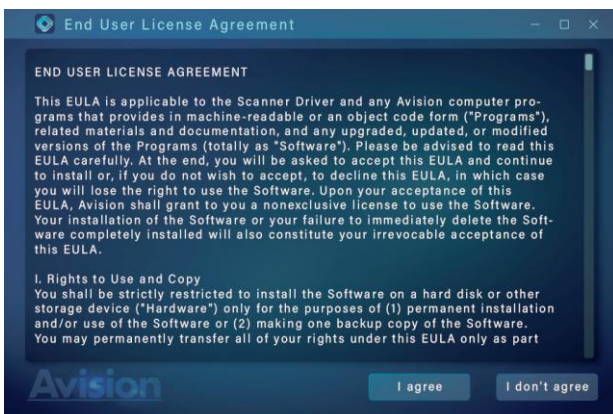 End User License Agreement
END USER LICENSE AGREEMENT
This EULA is applicable to the Scanner Driver and any Avision computer pro-
grams that provides in machine-readable or an object code form ("Programs"),
related materials and documentation, and any upgraded, updated, or modified
versions of the Programs (totally as "Software"). Please be advised to read this
EULA carefully. At the end, you will be asked to accept this EULA and continue
to install or, if you do not wish to accept, to decline this EULA, in which case
you will lose the right to use the Software. Upon your acceptance of this
EULA, Avision shall grant to you a nonexclusive license to use the Software.
Your installation of the Software or your failure to immediately delete the Soft-
ware completely installed will also constitute your irrevocable acceptance of
this EULA.
I. Rights to Use and Copy
You shall be strictly restricted to install the Software on a hard disk or other
storage device ("Hardware") only for the purposes of (1) permanent installation
and/or use of the Software or (2) making one backup copy of the Software.
You may permanently transfer all of your rights under this EULA only as part
Avision
I agree
I don't agree